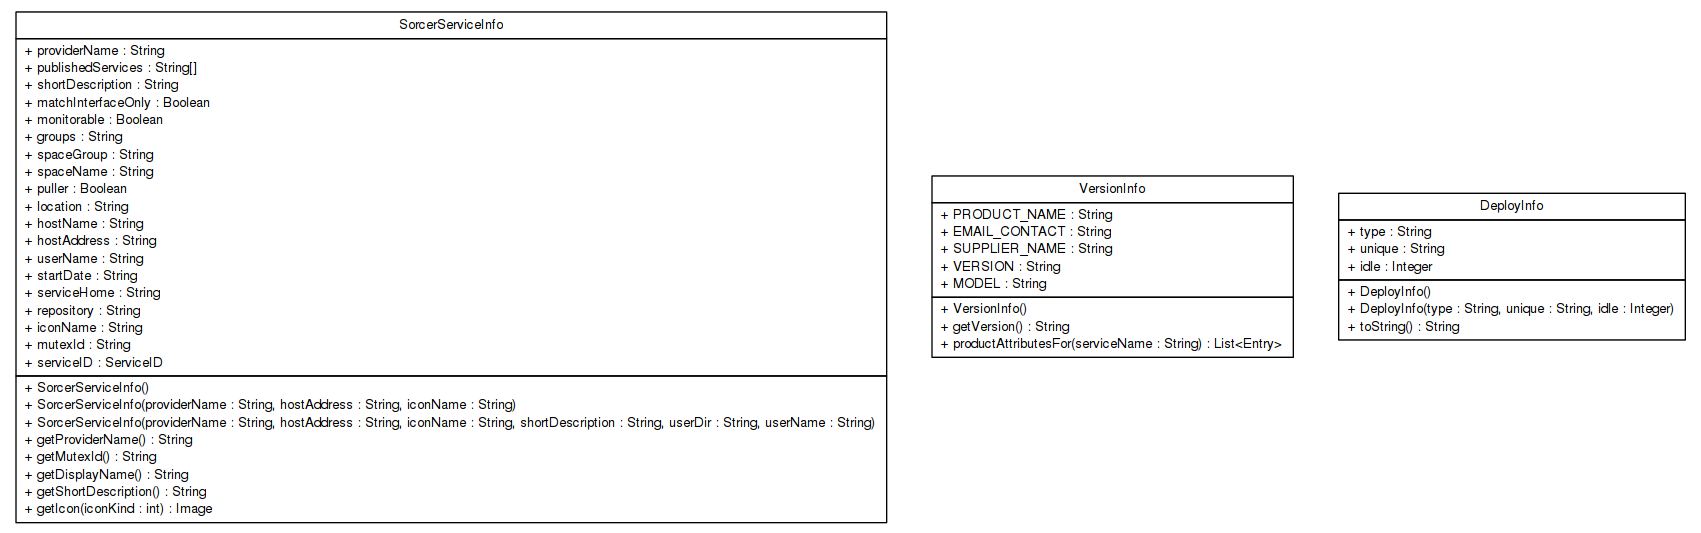 SorcerServiceInfo
+ providerName : String
+ publishedServices : String[]
+ shortDescription : String
+ matchInterfaceOnly : Boolean
+ monitorable : Boolean
+ groups : String
+ spaceGroup : String
+ spaceName : String
+ puller : Boolean
+ location : String
+ hostName : String
+ hostAddress : String
+ userName : String
+ startDate : String
+ serviceHome : String
+ repository : String
+ iconName : String
+ mutexId : String
+ serviceID : ServiceID
+ SorcerServiceInfo()
+ SorcerServiceInfo(providerName : String, hostAddress : String, iconName : String)
+ SorcerServiceInfo(providerName : String, hostAddress : String, iconName : String, shortDescription : String, userDir : String, userName : String)
+ getProviderName() : String
+ getMutexId() : String
+ getDisplayName() : String
+ getShortDescription() : String
+ getIcon(iconKind : int) : Image
VersionInfo
+ PRODUCT_NAME : String
+ EMAIL_CONTACT : String
+ SUPPLIER_NAME : String
+ VERSION : String
+ MODEL : String
+ VersionInfo()
+ getVersion() : String
+ productAttributesFor(serviceName : String) : List<Entry>
DeployInfo
+ type : String
+ unique : String
+ idle : Integer
+ DeployInfo()
+ DeployInfo(type : String, unique : String, idle : Integer)
+ toString() : String